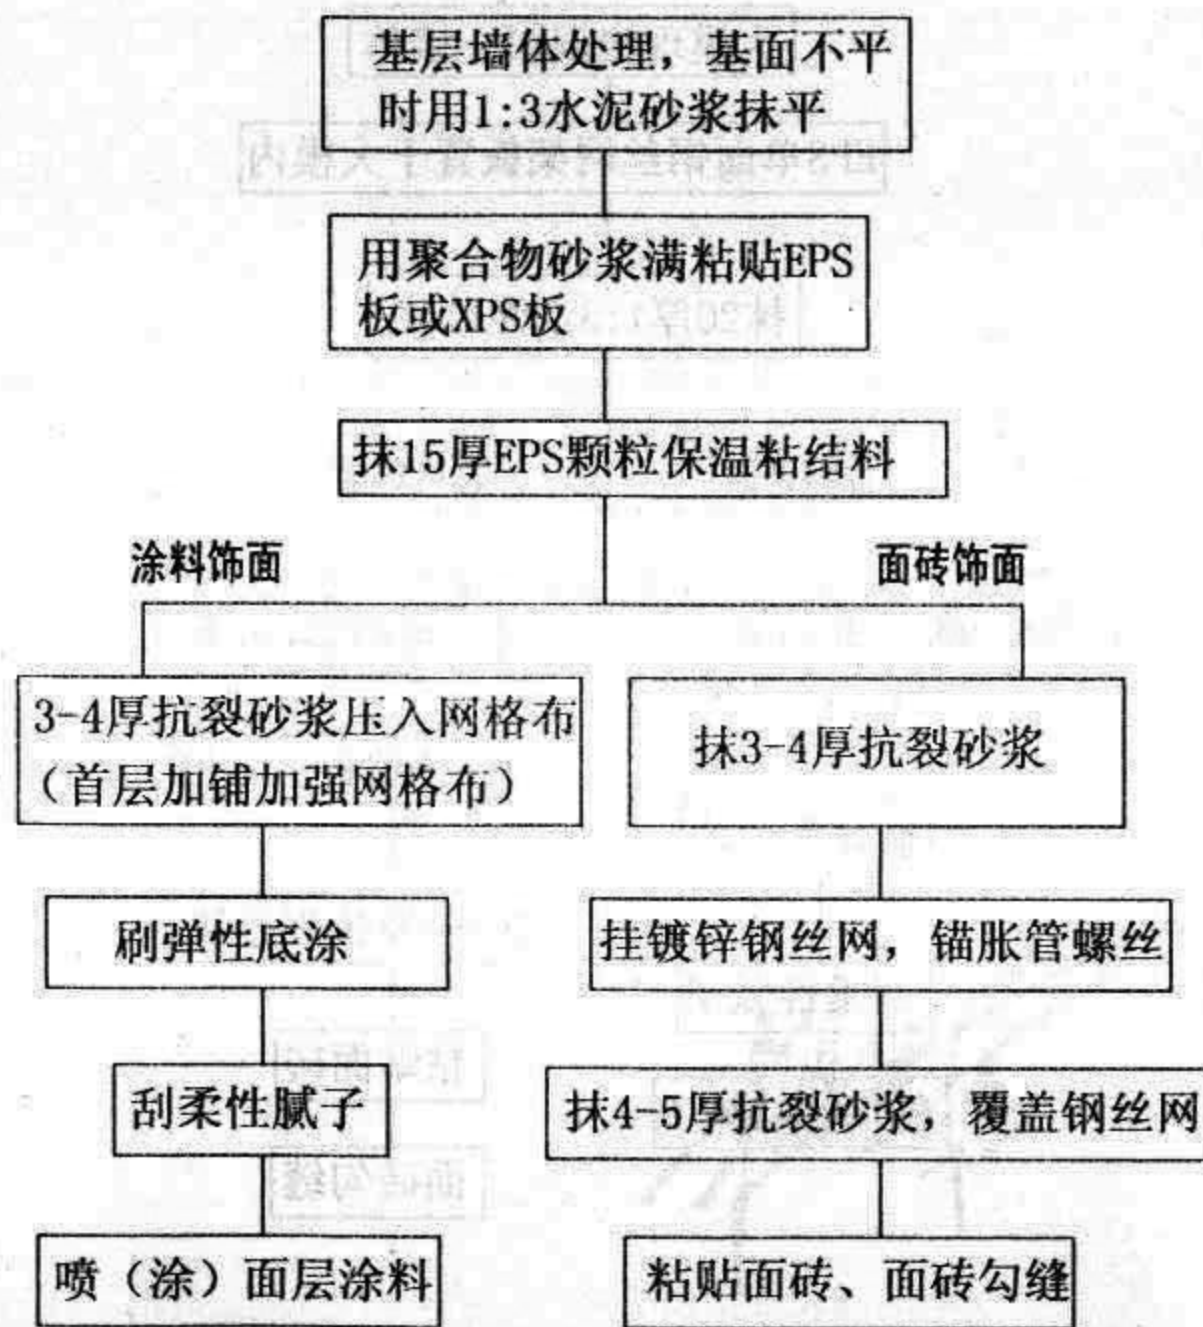 基层墙体处理，基面不平
时用1:3水泥砂浆抹平
用聚合物砂浆满粘贴EPS
板或XPS板
抹15厚EPS颗粒保温粘结料
涂料饰面
面砖饰面
3-4厚抗裂砂浆压入网格布
（首层加铺加强网格布）
抹3-4厚抗裂砂浆
刷弹性底涂
挂镀锌钢丝网，锚胀管螺丝
刮柔性腻子
抹4-5厚抗裂砂浆，覆盖钢丝网
喷（涂）面层涂料
粘贴面砖、面砖勾缝